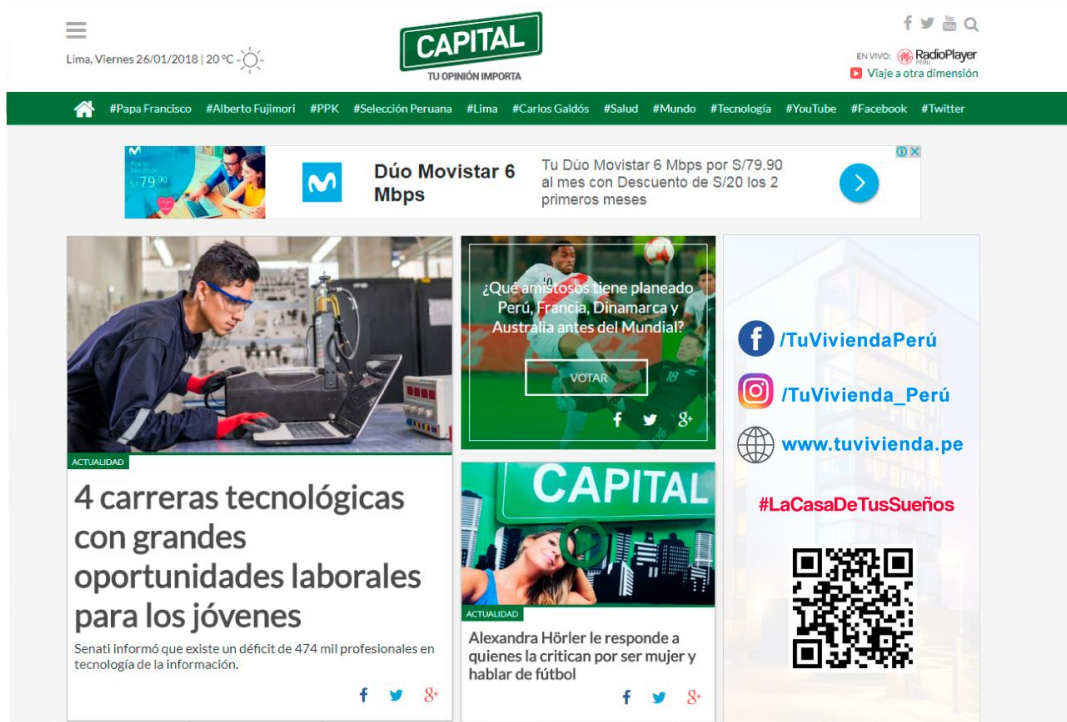 Lima, Viernes 26/01/2018 | 20 ºC -
CAPITAL
TU OPINIÓN IMPORTA
EN VIVO: RadioPlayer
PERÚ
Viaje a otra dimensión
#Papa Francisco #Alberto Fujimori #PPK #Selección Peruana #Lima #Carlos Galdós #Salud #Mundo #Tecnología #YouTube #Facebook #Twitter
S/79.90
Dúo Movistar 6
Mbps
Tu Dúo Movistar 6 Mbps por S/79.90
al mes con Descuento de S/20 los 2
primeros meses
ACTUALIDAD
4 carreras tecnológicas
con grandes
oportunidades laborales
para los jóvenes
Senati informó que existe un déficit de 474 mil profesionales en
tecnología de la información.
¿Qué amistosos tiene planeado
Perú, Francia, Dinamarca y
Australia antes del Mundial?
VOTAR
18
CAPITAL
ACTUALIDAD
Alexandra Hörler le responde a
quienes la critican por ser mujer y
hablar de fútbol
/TuViviendaPerú
/TuVivienda_Perú
www.tuvivienda.pe
#LaCasaDeTusSueños